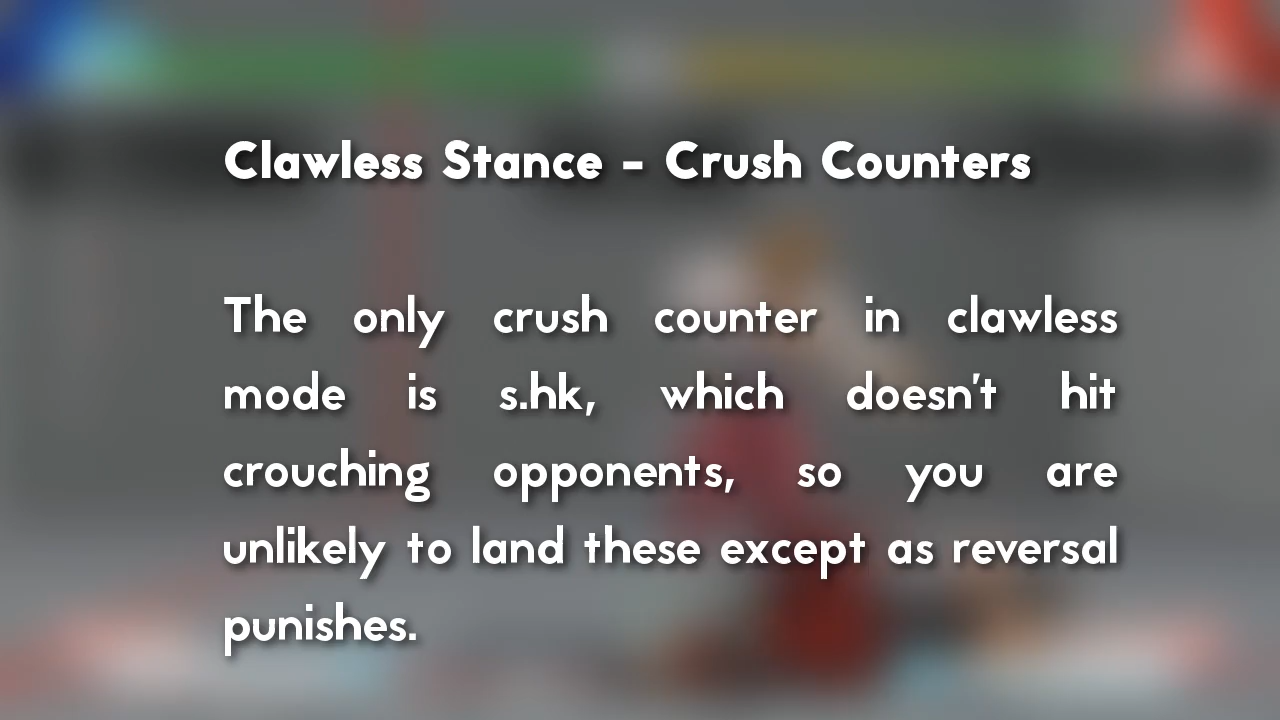 Clawless Stance - Crush Counters
The only crush counter in clawless
mode is s.hk, which doesn't hit
crouching opponents, so you are
unlikely to land these except as reversal
punishes.